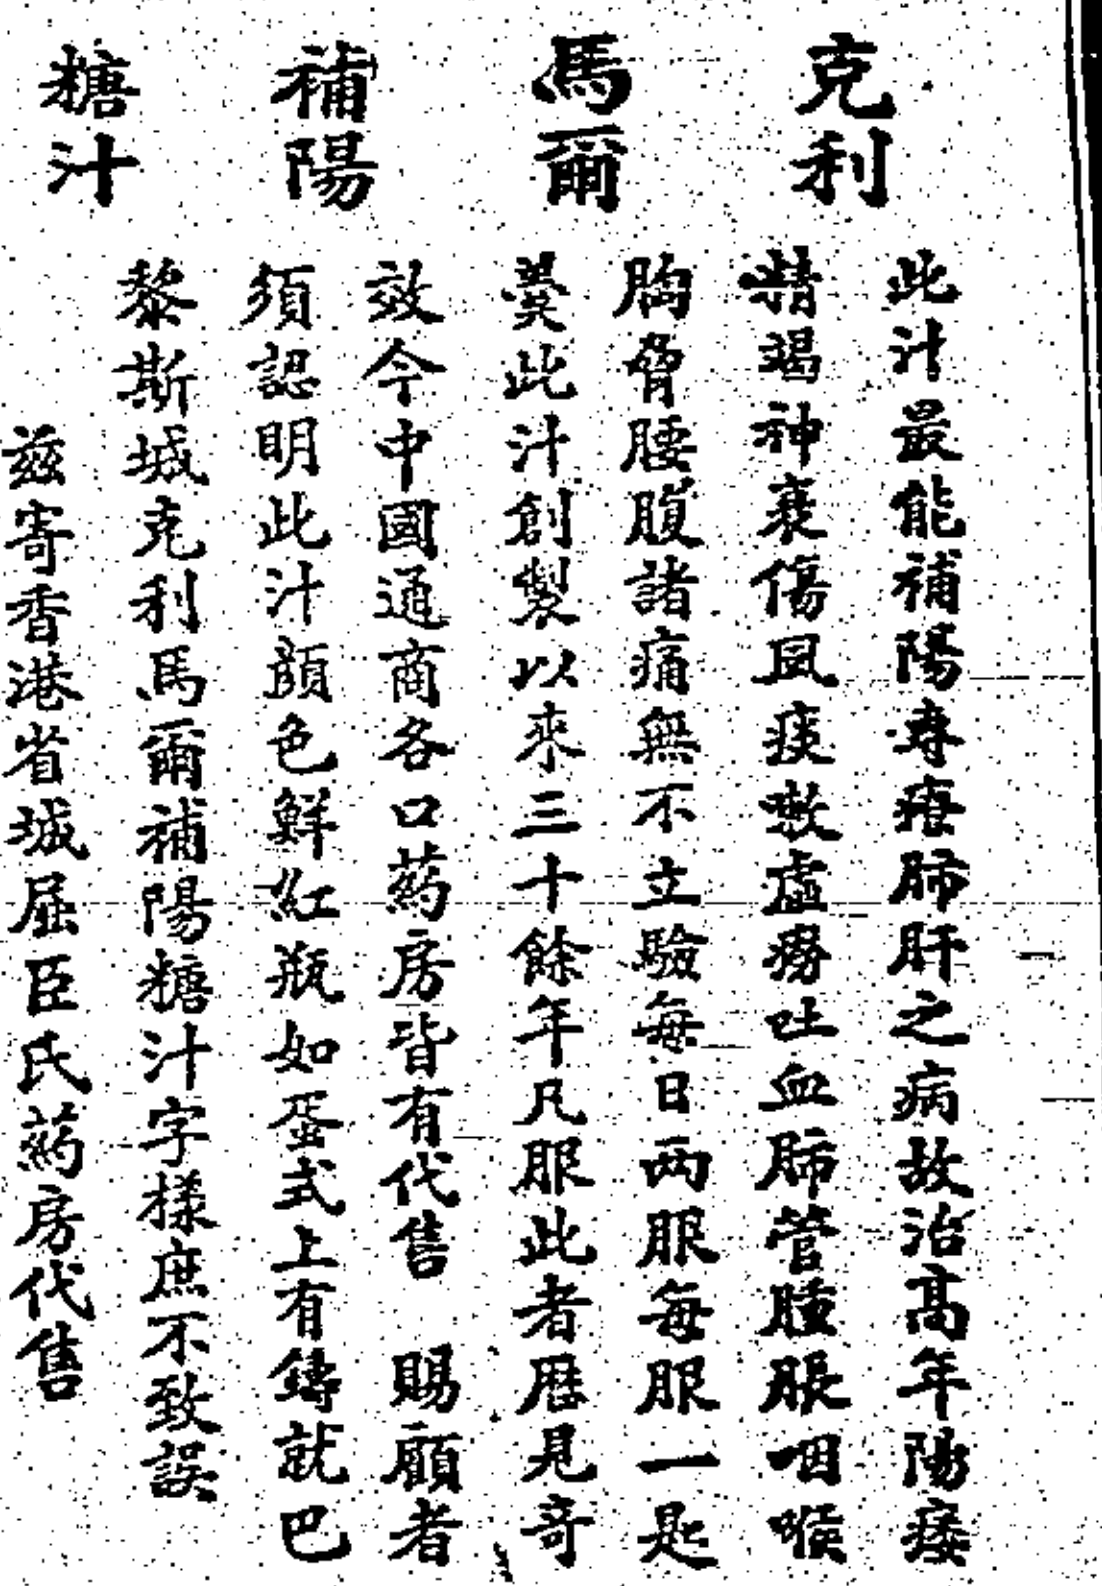 克利
馬爾
補陽
糖汁
此汁最能補陽專療肺肝之病故治高年陽痿
精竭神衰傷風痰嗽虛癆吐血肺管腫脹咽喉
胸脅腰腹諸痛無不立驗每日兩服每服一匙
羹此汁創製以來三十餘年凡服此者歷見奇
效今中國通商各口葯房皆有代售 賜顧者
須認明此汁顏色鮮紅瓶如蛋式上有鑄就巴
黎斯城克利馬爾補陽糖汁字樣庶不致誤
茲寄香港省城屈臣氏葯房代售